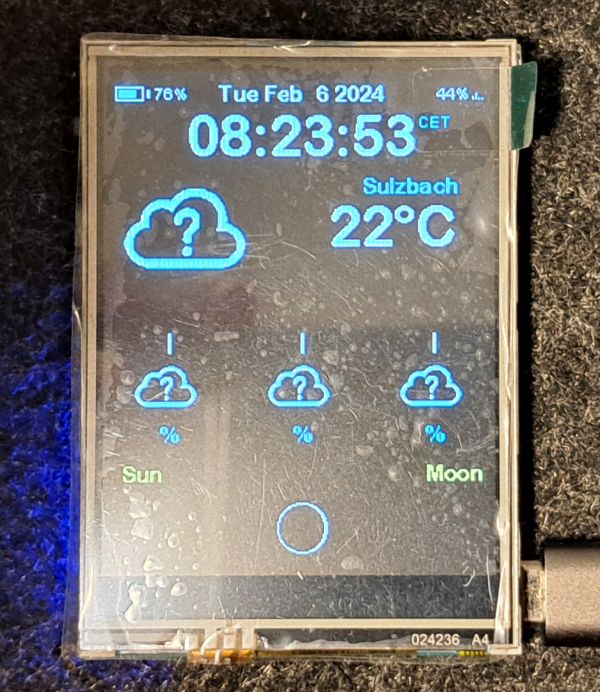 76% Tue Feb 6 2024 44%
08:23:53 CET
Sulzbach
22°C
?
| | |
? ? ?
% % %
Sun Moon
024236 A4